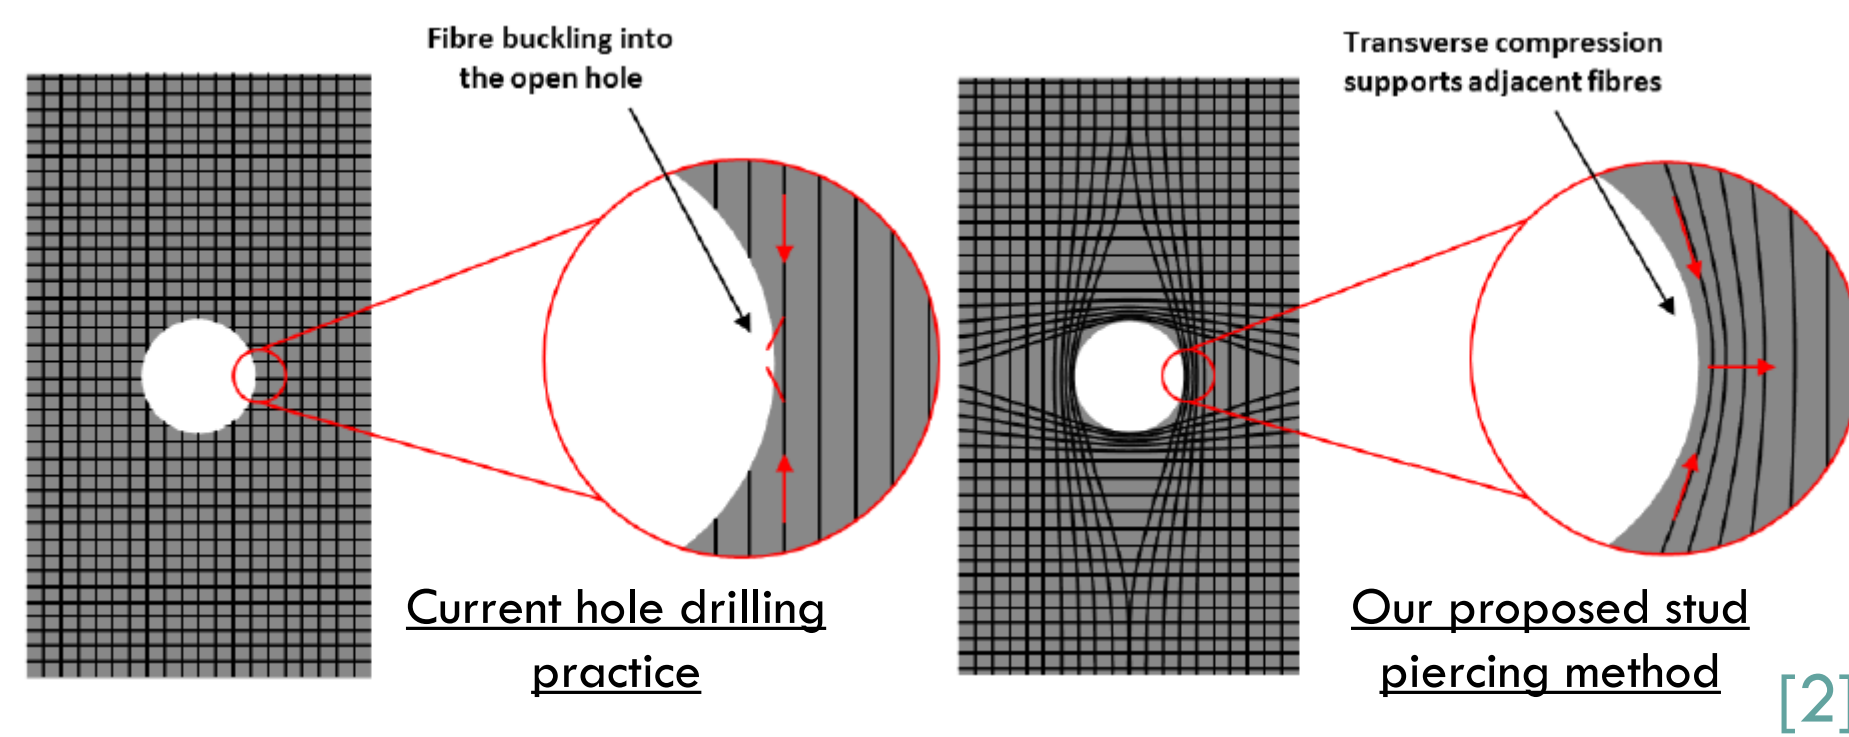 Fibre buckling into
the open hole
Transverse compression
supports adjacent fibres
Current hole drilling
practice
Our proposed stud
piercing method
[2]